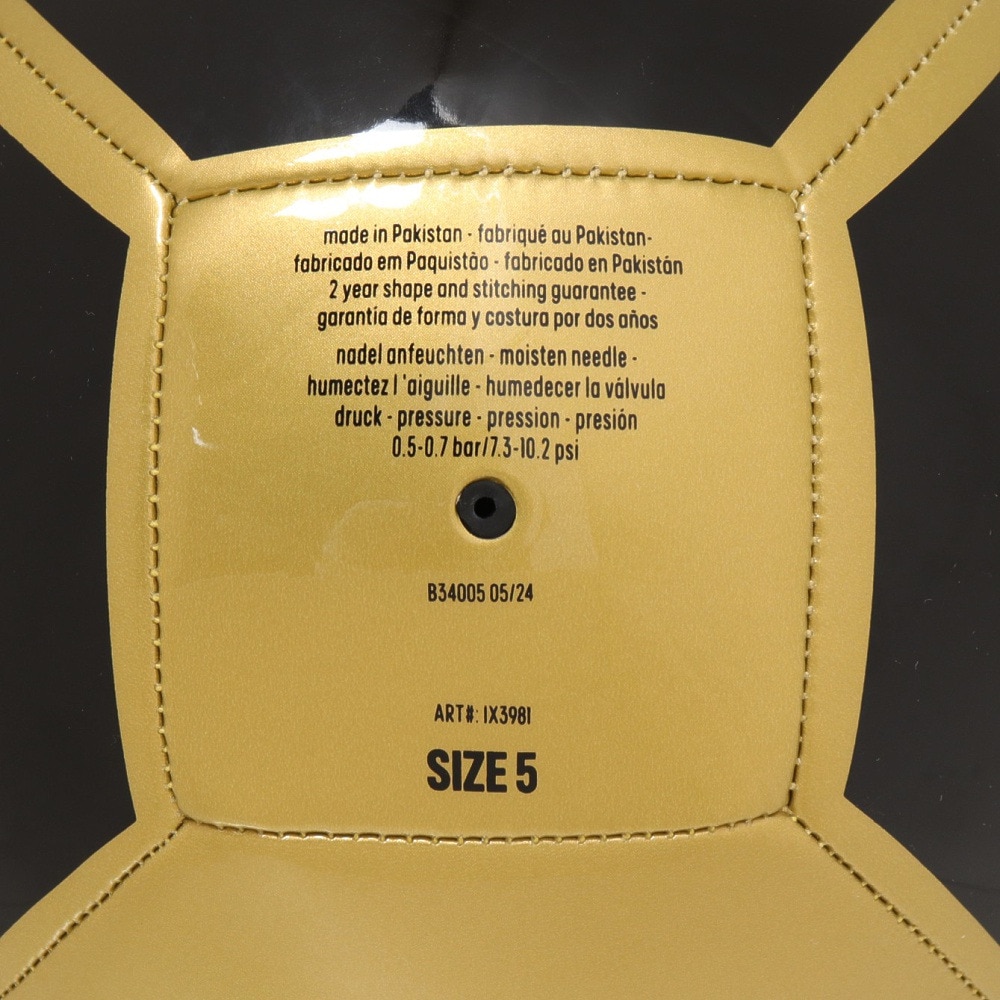 made in Pakistan - fabriqué au Pakistan-
fabricado em Paquistão - fabricado en Pakistán
2 year shape and stitching guarantee -
garantía de forma y costura por dos años
nadel anfeuchten - moisten needle -
humectez l 'aiguille - humedecer la válvula
druck - pressure - pression - presión
0.5-0.7 bar/7.3-10.2 psi
B34005 05/24
ART#: IX3981
SIZE 5